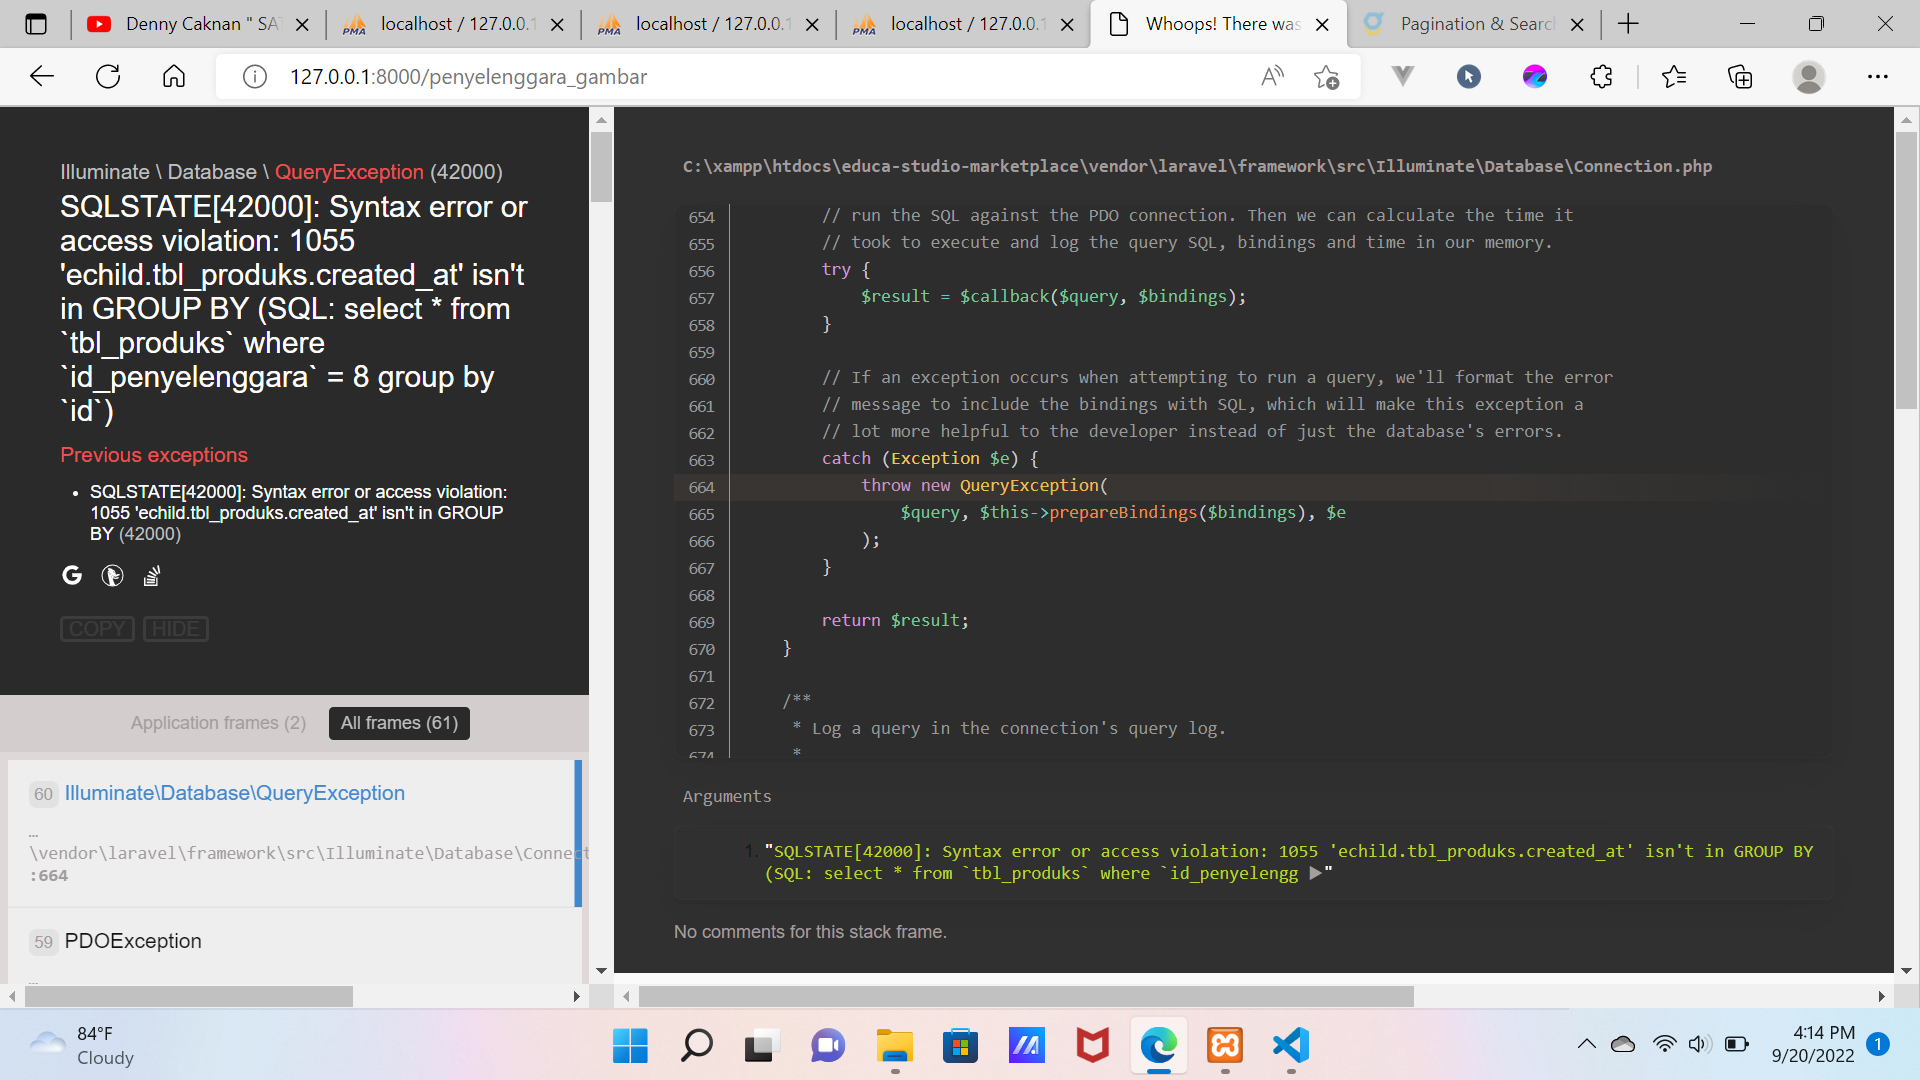 Denny Caknan " SA
localhost / 127.0.0.1
localhost / 127.0.0.1
localhost / 127.0.0.1
Whoops! There was
Pagination & Searc
127.0.0.1:8000/penyelenggara_gambar
Illuminate \ Database \ QueryException (42000)
SQLSTATE[42000]: Syntax error or
access violation: 1055
'echild.tbl_produks.created_at' isn't
in GROUP BY (SQL: select * from
`tbl_produks` where
`id_penyelenggara` = 8 group by
`id`)
Previous exceptions
• SQLSTATE[42000]: Syntax error or access violation:
1055 'echild.tbl_produks.created_at' isn't in GROUP
BY (42000)
COPY HIDE
Application frames (2) All frames (61)
60 Illuminate\Database\QueryException
…
\vendor\laravel\framework\src\Illuminate\Database\Connect
:664
59 PDOException
…
C:\xampp\htdocs\educa-studio-marketplace\vendor\laravel\framework\src\Illuminate\Database\Connection.php
654 // run the SQL against the PDO connection. Then we can calculate the time it
655 // took to execute and log the query SQL, bindings and time in our memory.
656 try {
657 $result = $callback($query, $bindings);
658 }
659
660 // If an exception occurs when attempting to run a query, we'll format the error
661 // message to include the bindings with SQL, which will make this exception a
662 // lot more helpful to the developer instead of just the database's errors.
663 catch (Exception $e) {
664 throw new QueryException(
665 $query, $this->prepareBindings($bindings), $e
666 );
667 }
668
669 return $result;
670 }
671
672 /**
673 * Log a query in the connection's query log.
674 *
Arguments
1. "SQLSTATE[42000]: Syntax error or access violation: 1055 'echild.tbl_produks.created_at' isn't in GROUP BY
(SQL: select * from `tbl_produks` where `id_penyelengg ▶"
No comments for this stack frame.
84°F
Cloudy
4:14 PM
9/20/2022
1